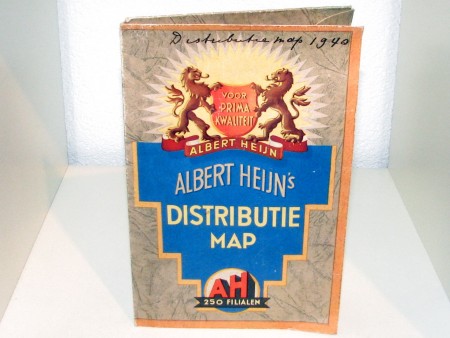 Distributie map 1940
VOOR
PRIMA
KWALITEIT
ALBERT HEIJN
ALBERT HEIJN's
DISTRIBUTIE
MAP
AH
250 FILIALEN